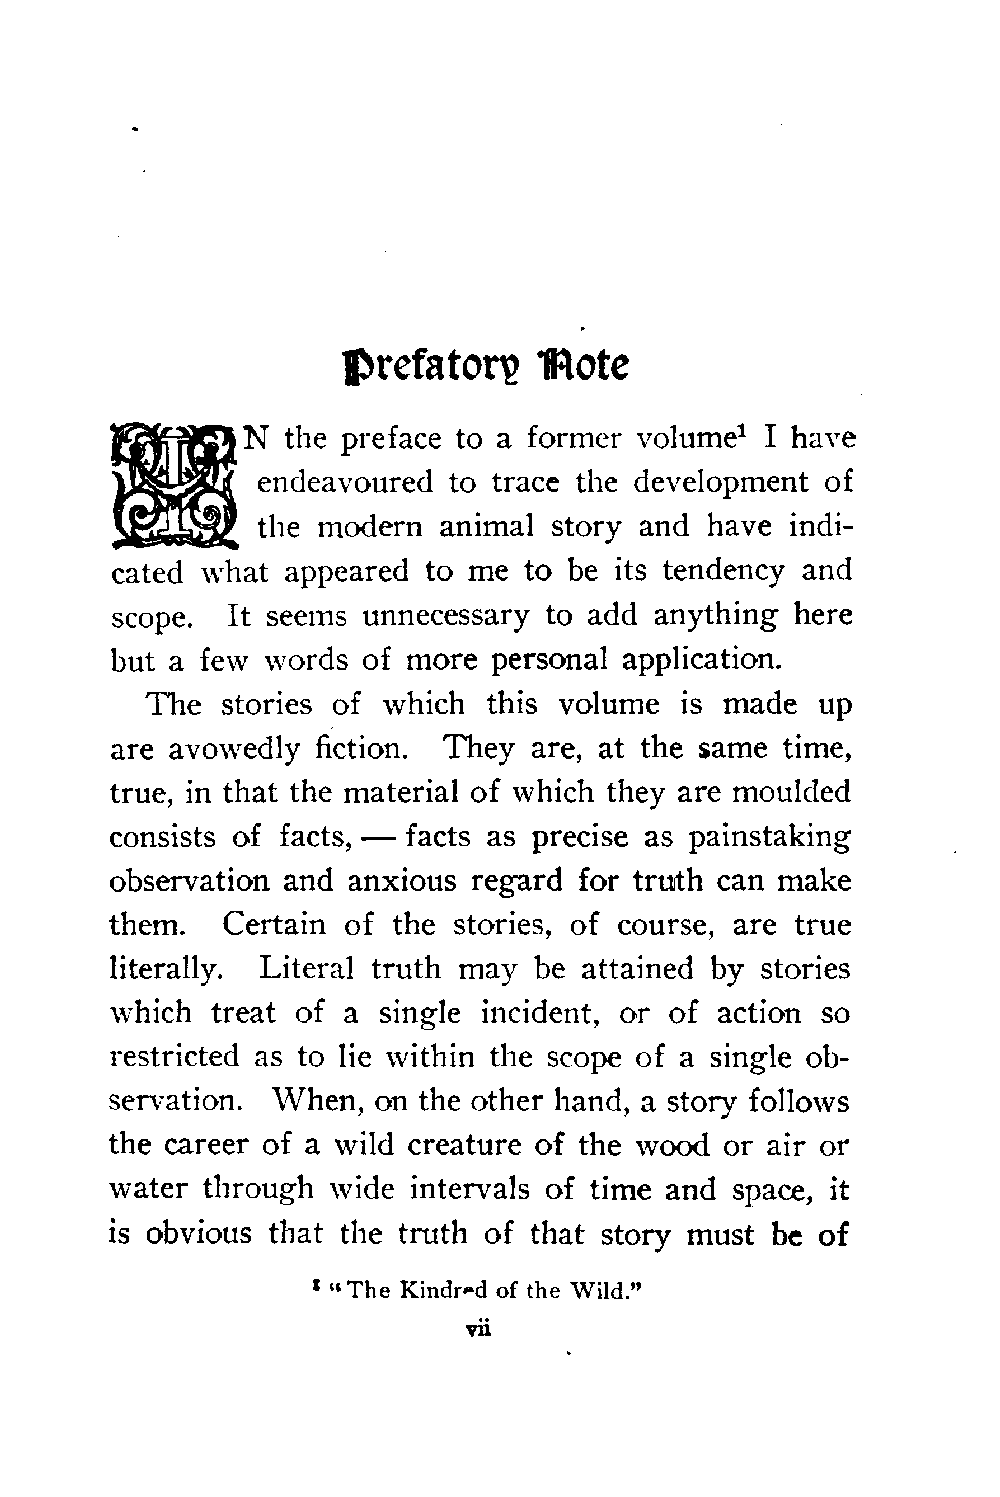 Prefatory Note
IN the preface to a former volume¹ I have
endeavoured to trace the development of
the modern animal story and have indi-
cated what appeared to me to be its tendency and
scope. It seems unnecessary to add anything here
but a few words of more personal application.
The stories of which this volume is made up
are avowedly fiction. They are, at the same time,
true, in that the material of which they are moulded
consists of facts, — facts as precise as painstaking
observation and anxious regard for truth can make
them. Certain of the stories, of course, are true
literally. Literal truth may be attained by stories
which treat of a single incident, or of action so
restricted as to lie within the scope of a single ob-
servation. When, on the other hand, a story follows
the career of a wild creature of the wood or air or
water through wide intervals of time and space, it
is obvious that the truth of that story must be of
¹ "The Kindred of the Wild."
vii